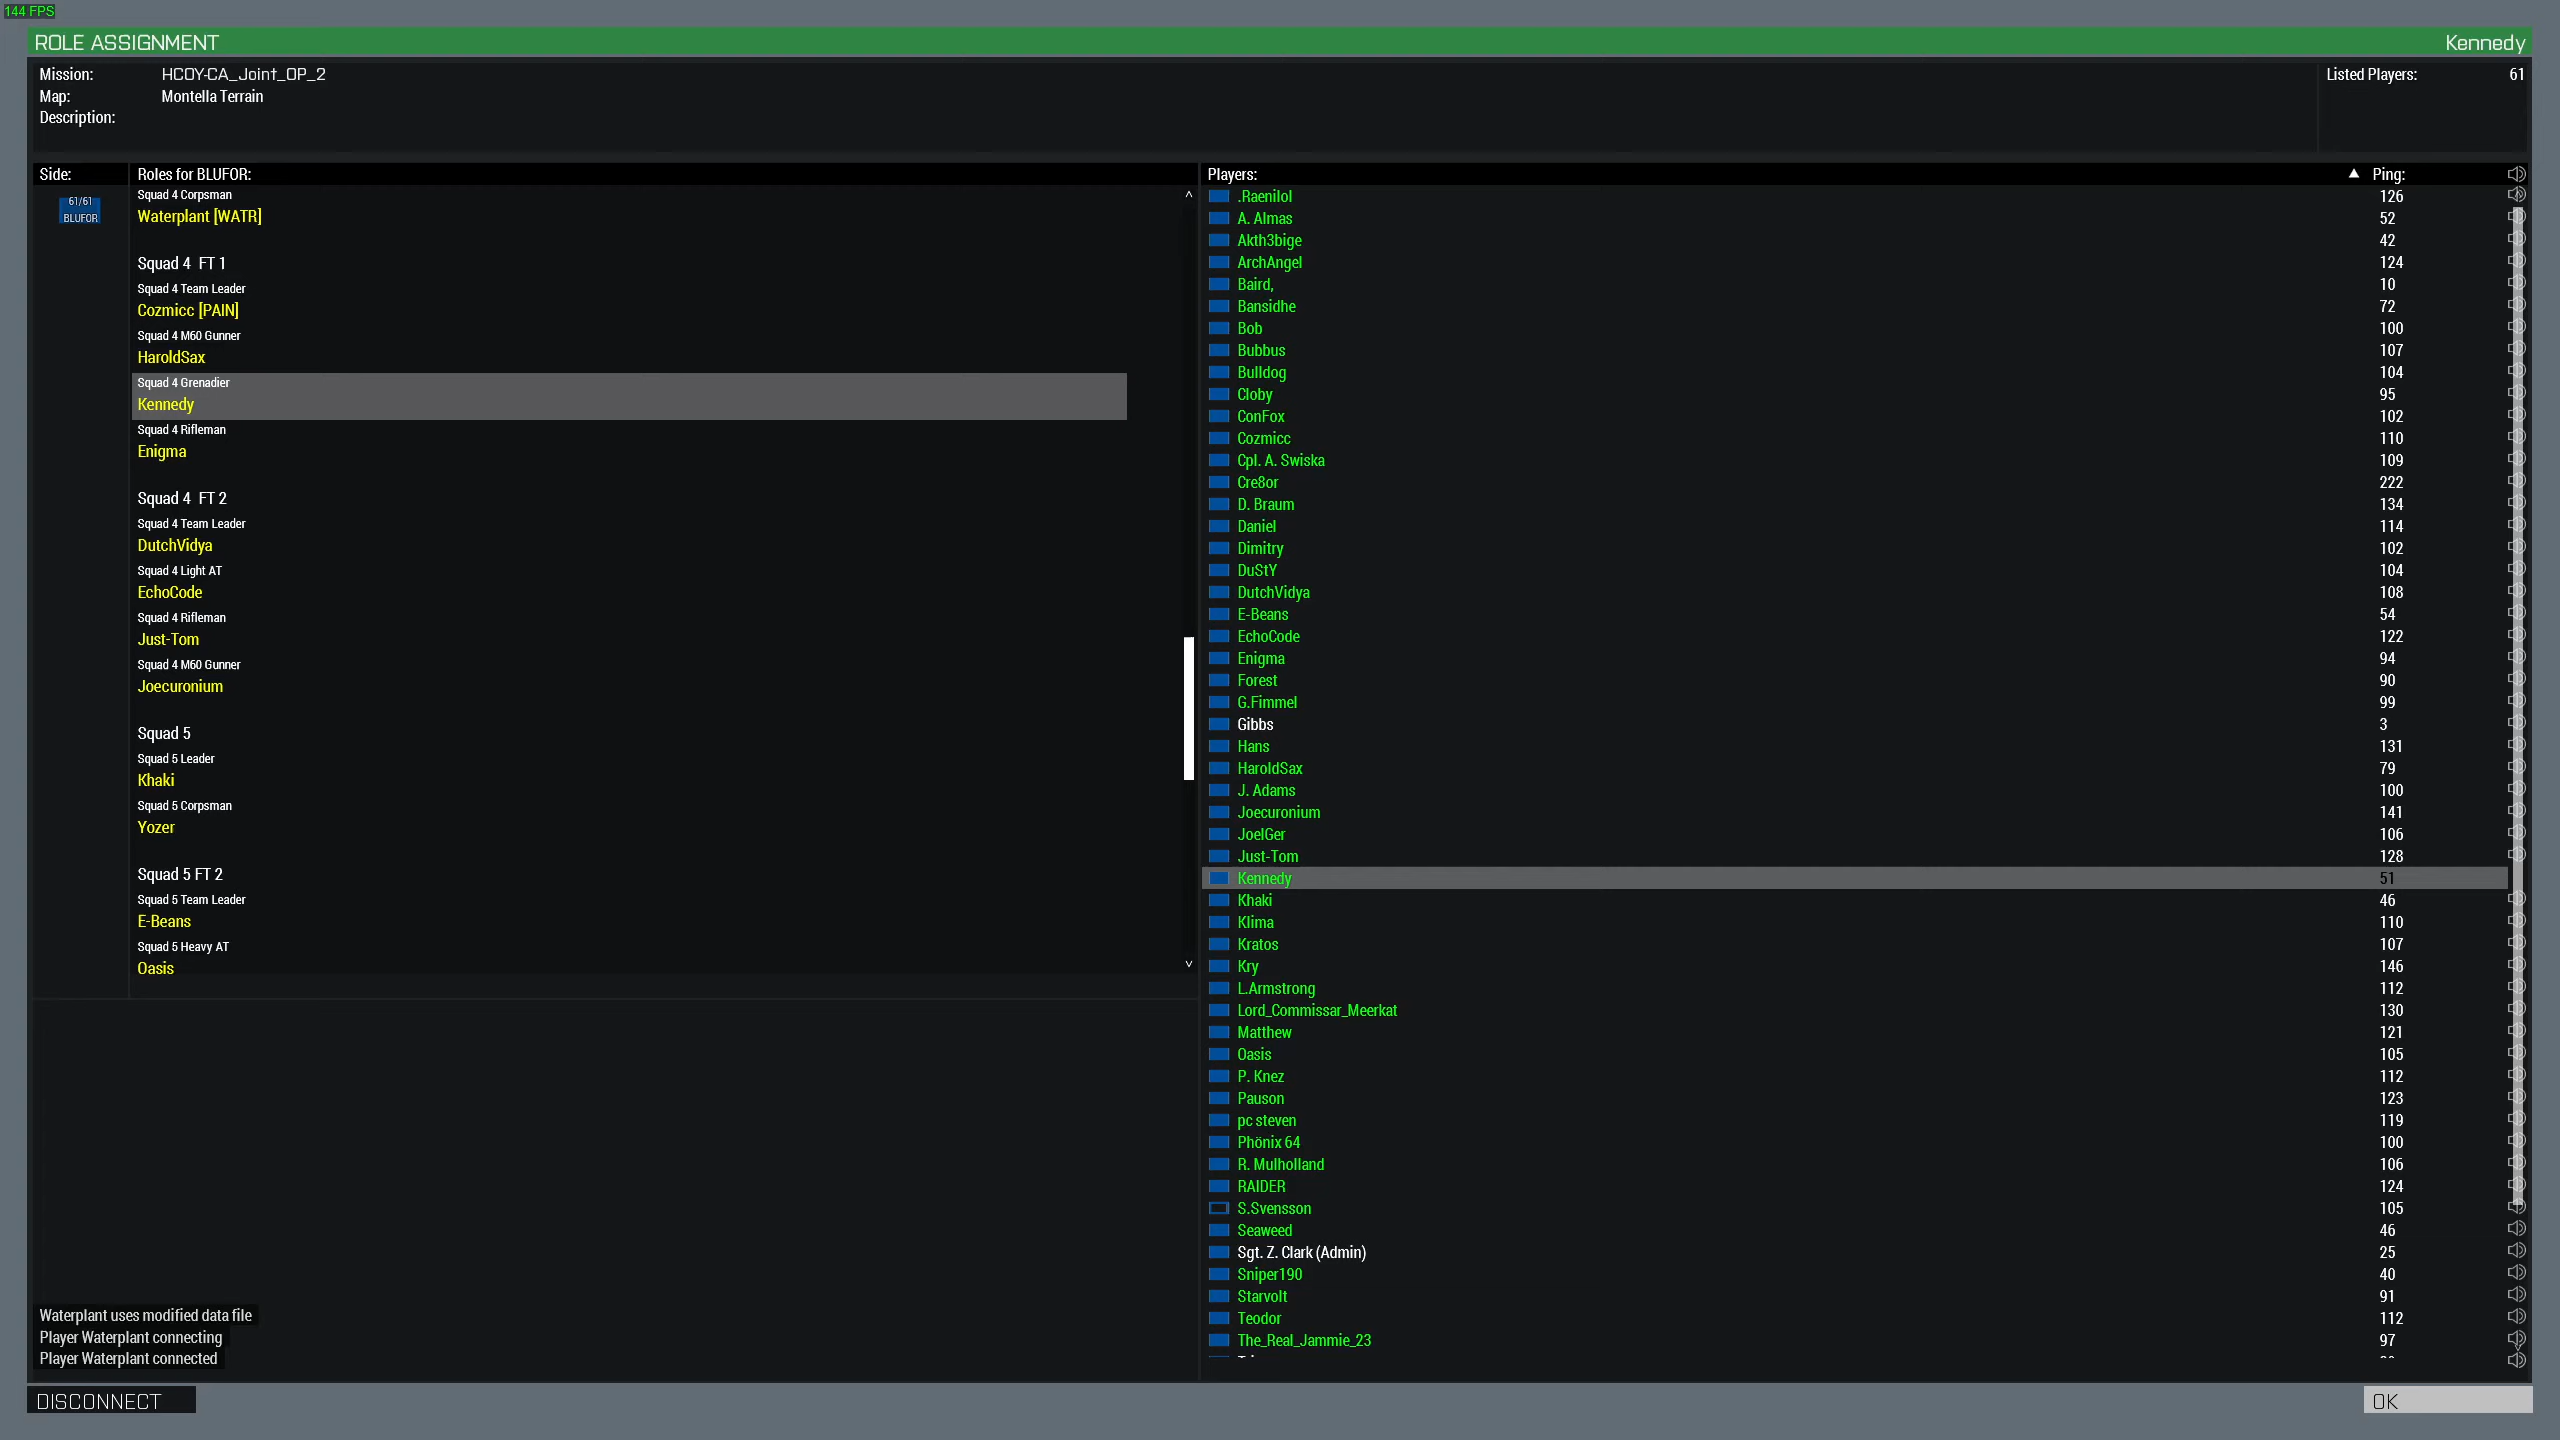 144 FPS
ROLE ASSIGNMENT
Kennedy
Mission: HCOY-CA_Joint_OP_2
Listed Players: 61
Map: Montella Terrain
Description:
Side:
61/61
BLUFOR
Roles for BLUFOR:
Squad 4 Corpsman
Waterplant [WATR]
Squad 4 FT 1
Squad 4 Team Leader
Cozmicc [PAIN]
Squad 4 M60 Gunner
HaroldSax
Squad 4 Grenadier
Kennedy
Squad 4 Rifleman
Enigma
Squad 4 FT 2
Squad 4 Team Leader
DutchVidya
Squad 4 Light AT
EchoCode
Squad 4 Rifleman
Just-Tom
Squad 4 M60 Gunner
Joecuronium
Squad 5
Squad 5 Leader
Khaki
Squad 5 Corpsman
Yozer
Squad 5 FT 2
Squad 5 Team Leader
E-Beans
Squad 5 Heavy AT
Oasis
Players: Ping:
.Raenilol 126
A. Almas 52
Akth3bige 42
ArchAngel 124
Baird, 10
Bansidhe 72
Bob 100
Bubbus 107
Bulldog 104
Cloby 95
ConFox 102
Cozmicc 110
Cpl. A. Swiska 109
Cre8or 222
D. Braum 134
Daniel 114
Dimitry 102
DuStY 104
DutchVidya 108
E-Beans 54
EchoCode 122
Enigma 94
Forest 90
G.Fimmel 99
Gibbs 3
Hans 131
HaroldSax 79
J. Adams 100
Joecuronium 141
JoelGer 106
Just-Tom 128
Kennedy 51
Khaki 46
Klima 110
Kratos 107
Kry 146
L.Armstrong 112
Lord_Commissar_Meerkat 130
Matthew 121
Oasis 105
P. Knez 112
Pauson 123
pc steven 119
Phönix 64 100
R. Mulholland 106
RAIDER 124
S.Svensson 105
Seaweed 46
Sgt. Z. Clark (Admin) 25
Sniper190 40
Starvolt 91
Teodor 112
The_Real_Jammie_23 97
Waterplant uses modified data file
Player Waterplant connecting
Player Waterplant connected
DISCONNECT
OK